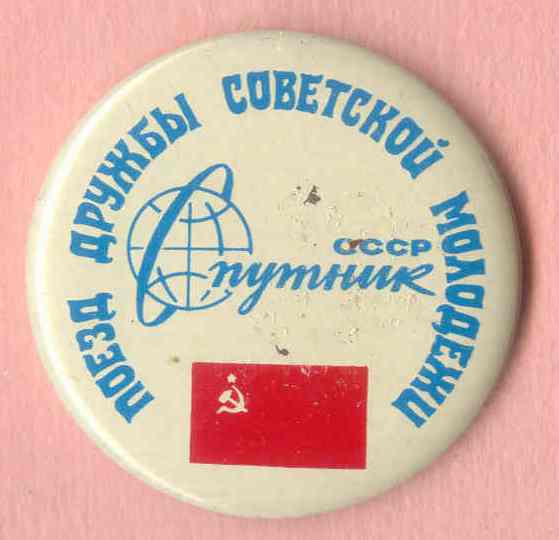 ПОЕЗД ДРУЖБЫ СОВЕТСКОЙ МОЛОДЕЖИ
СССР
Спутник